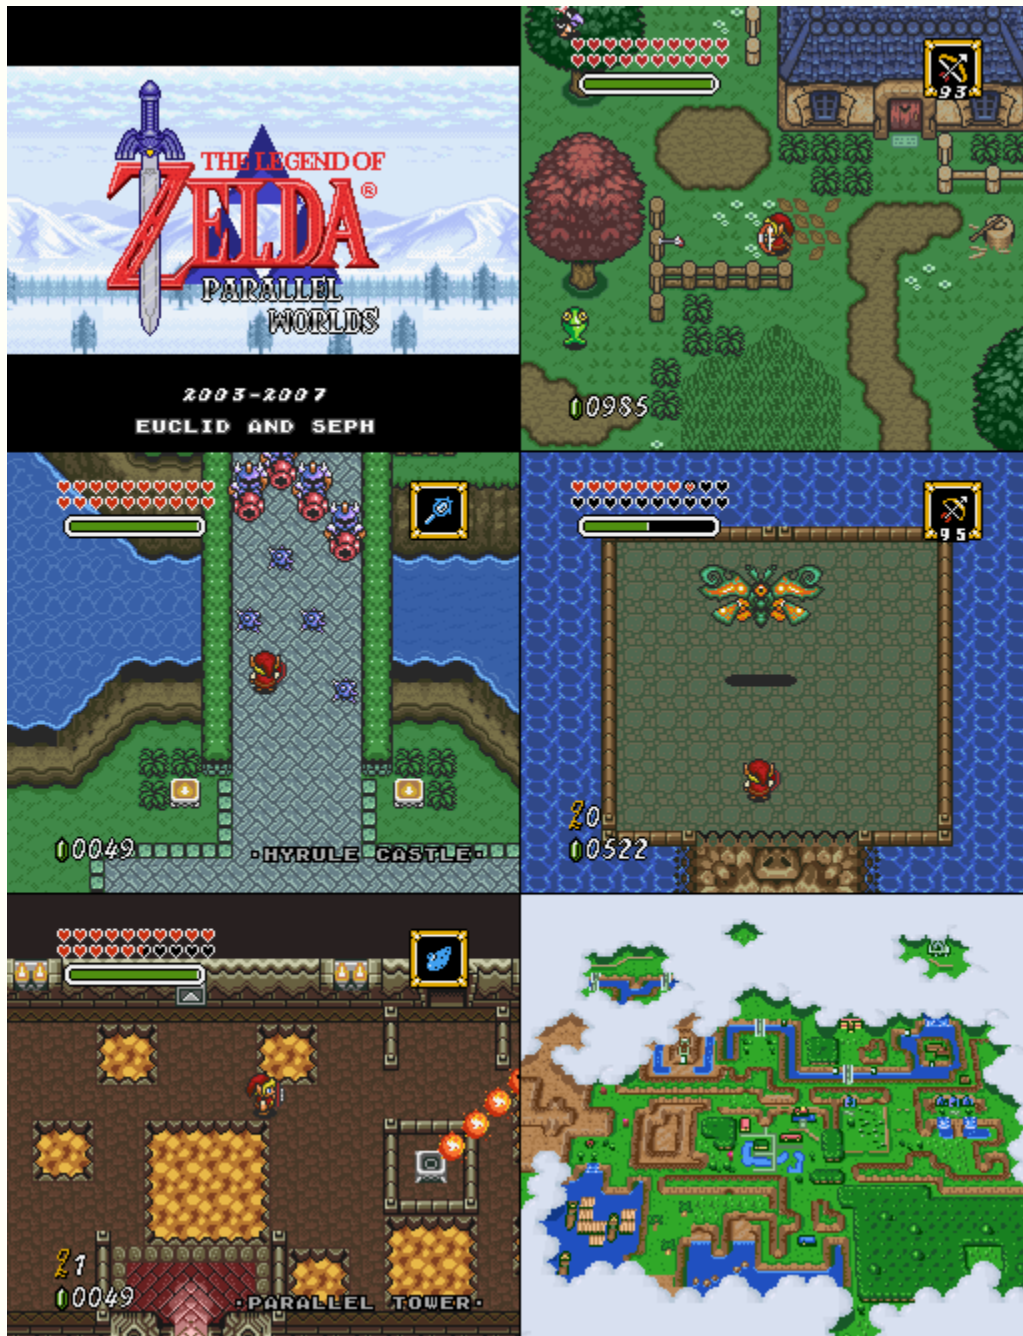 THE LEGEND OF
ZELDA®
PARALLEL
WORLDS
2003-2007
EUCLID AND SEPH
93
0985
0049
·HYRULE CASTLE·
95
0
0522
1
0049
·PARALLEL TOWER·